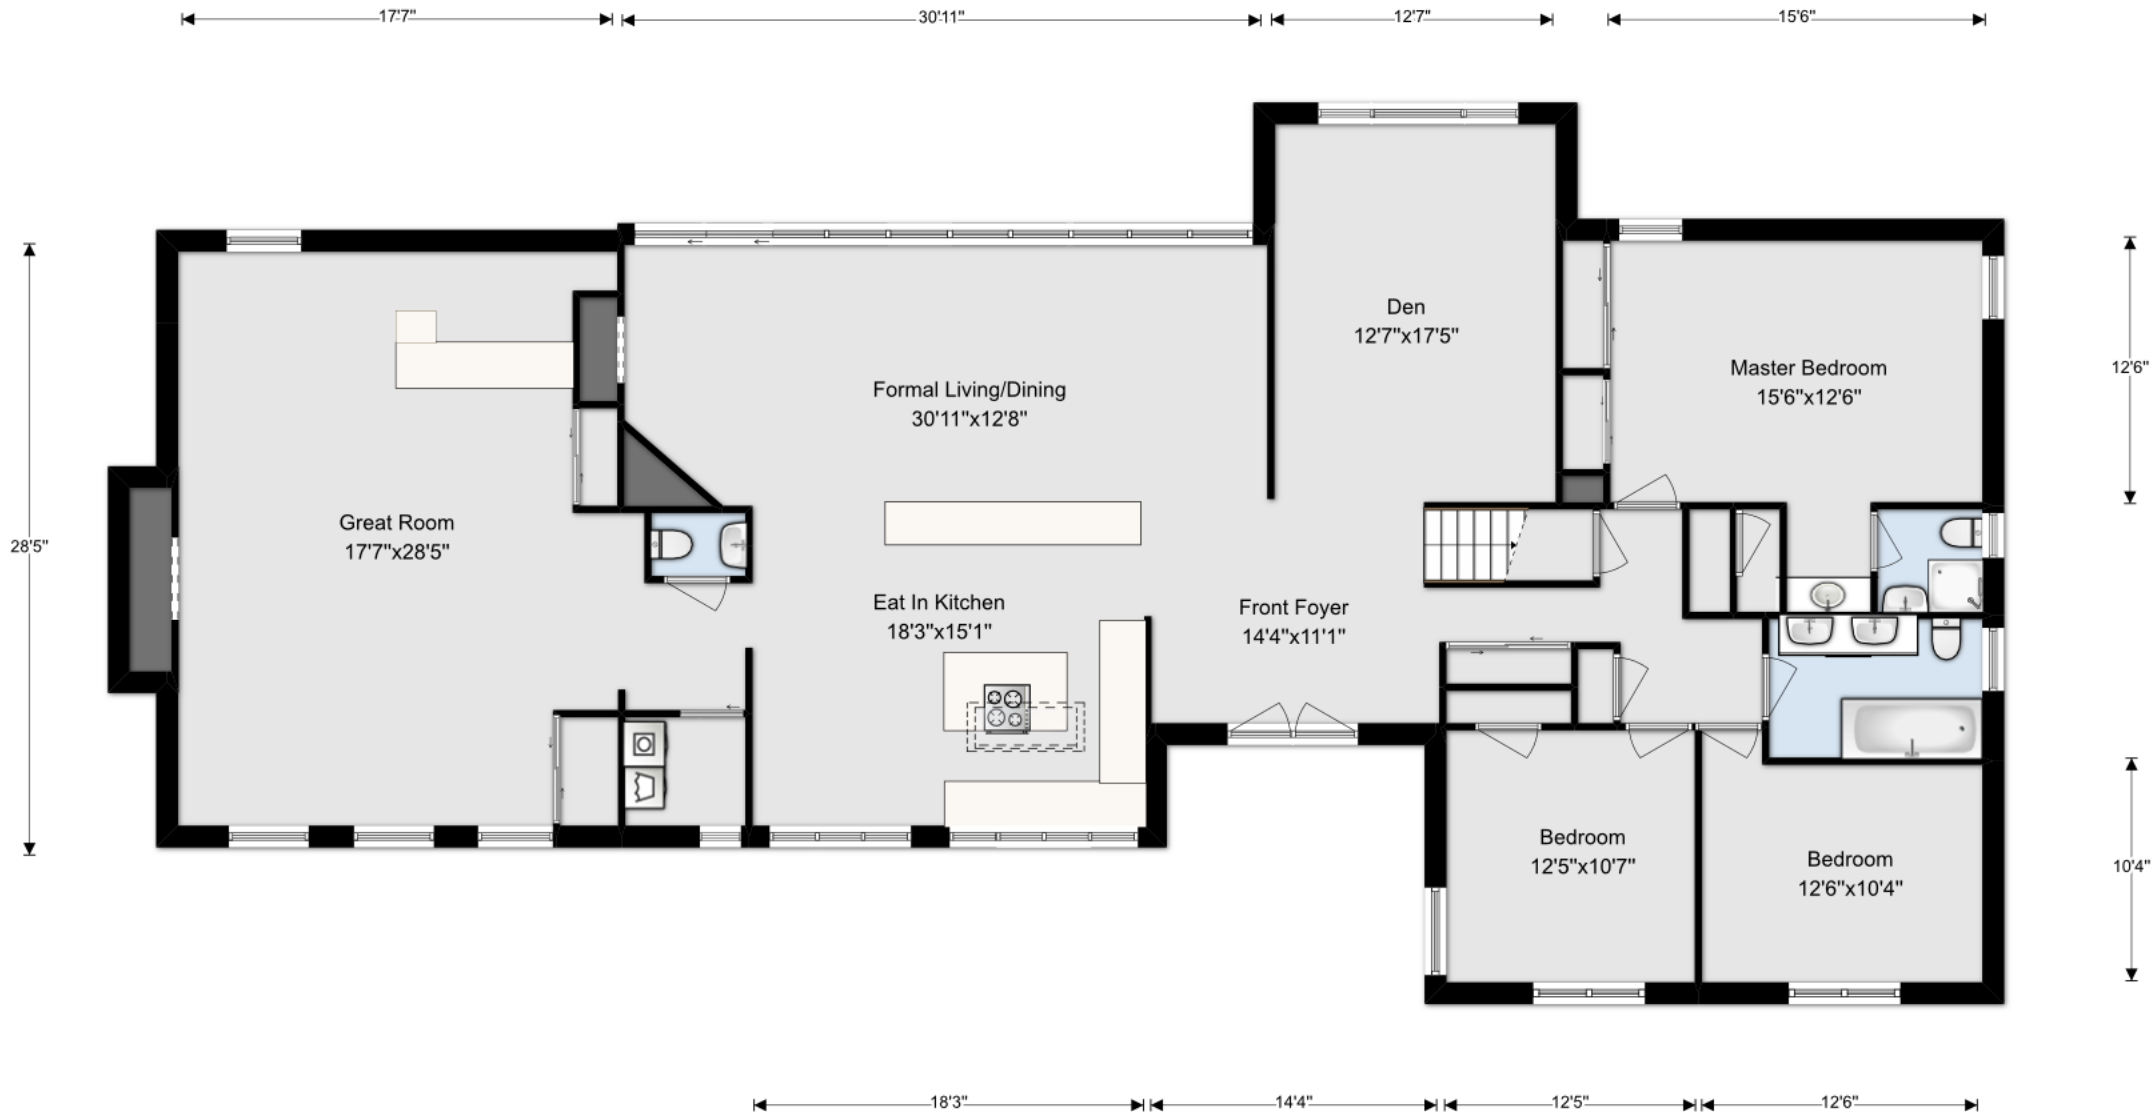 17'7"
30'11"
12'7"
15'6"
Den
12'7"x17'5"
Master Bedroom
15'6"x12'6"
12'6"
Formal Living/Dining
30'11"x12'8"
Great Room
17'7"x28'5"
28'5"
Eat In Kitchen
18'3"x15'1"
Front Foyer
14'4"x11'1"
Bedroom
12'5"x10'7"
Bedroom
12'6"x10'4"
10'4"
18'3"
14'4"
12'5"
12'6"